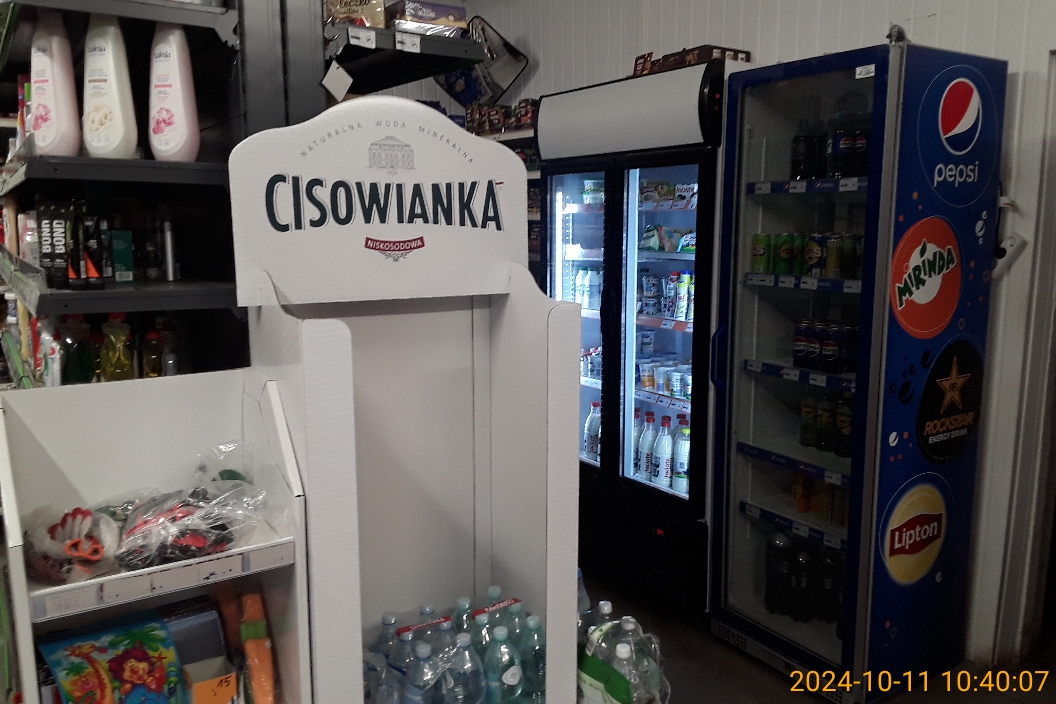 NATURALNA WODA MINERALNA
CISOWIANKA
NISKOSODOWA
BOND
BOND
pepsi
MIRINDA
ROCKSTAR
ENERGY DRINK
Lipton
15
2024-10-11 10:40:07